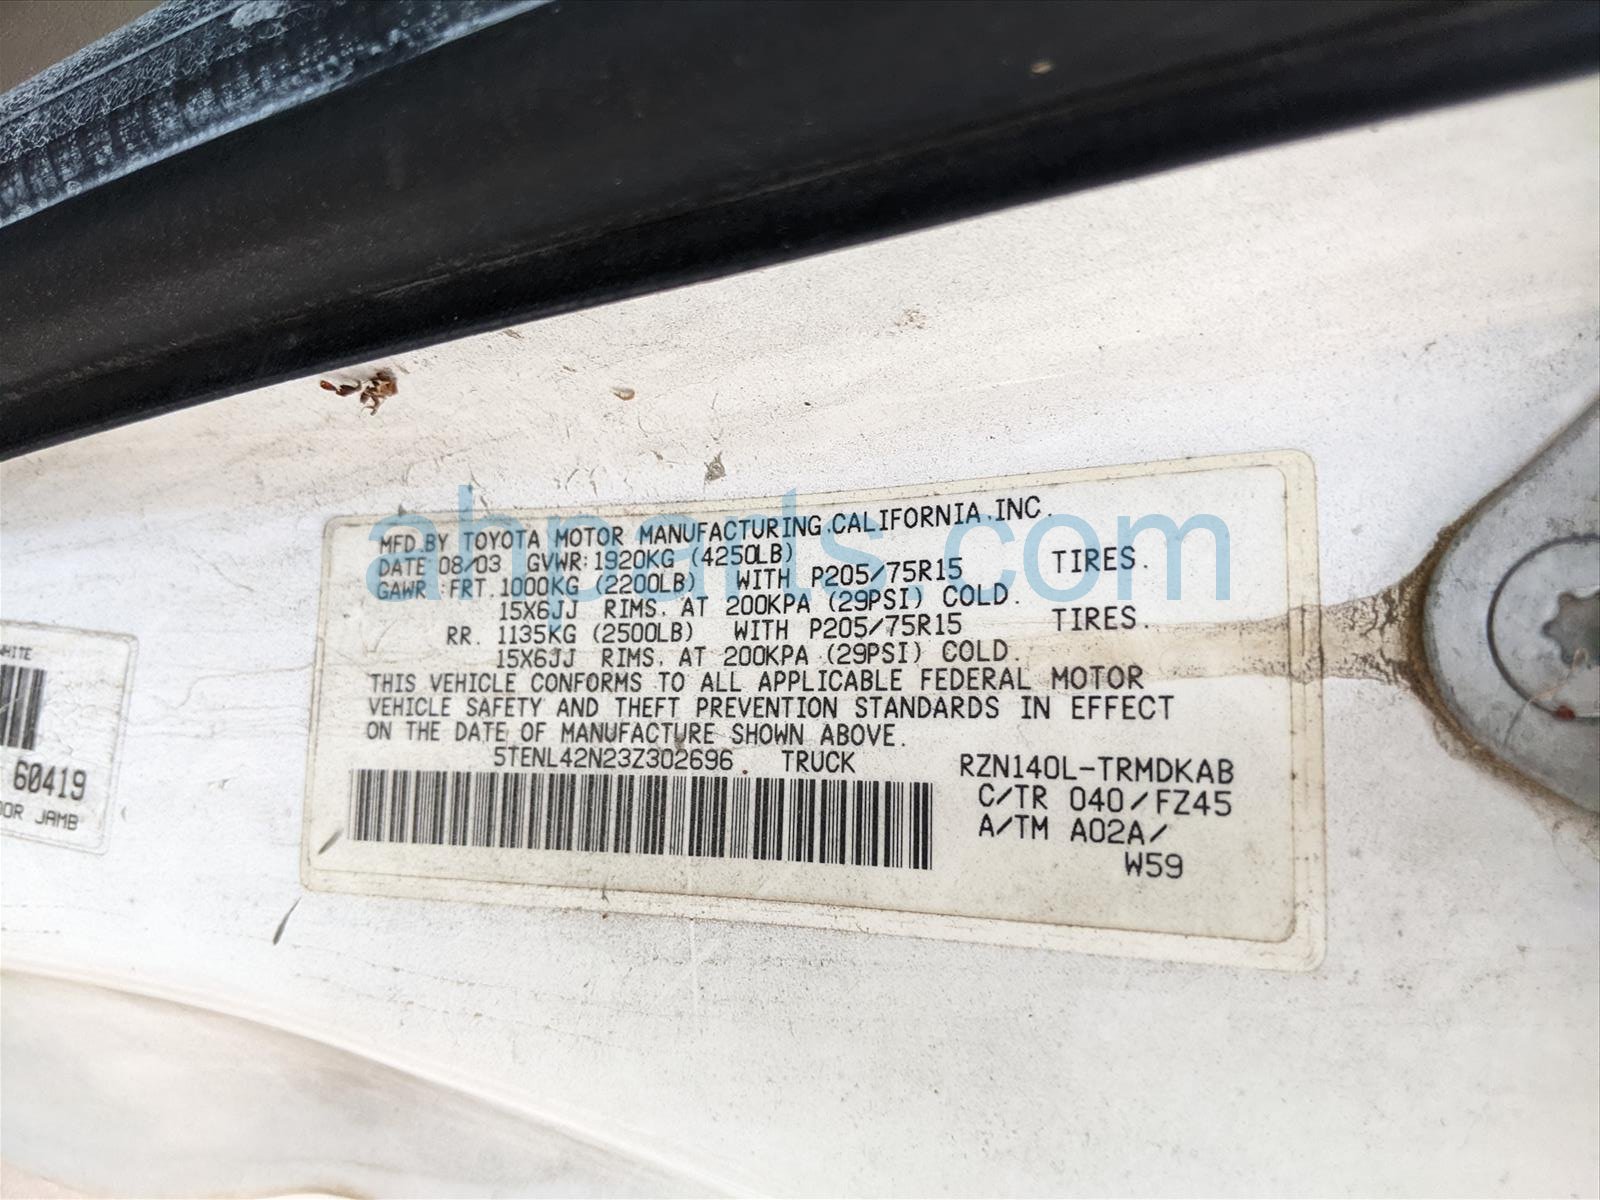 MFD.BY TOYOTA MOTOR MANUFACTURING,CALIFORNIA,INC.
DATE 08/03 GVWR:1920KG (4250LB)
GAWR:FRT.1000KG (2200LB) WITH P205/75R15 TIRES.
15X6JJ RIMS, AT 200KPA (29PSI) COLD.
RR. 1135KG (2500LB) WITH P205/75R15 TIRES.
15X6JJ RIMS, AT 200KPA (29PSI) COLD.
THIS VEHICLE CONFORMS TO ALL APPLICABLE FEDERAL MOTOR
VEHICLE SAFETY AND THEFT PREVENTION STANDARDS IN EFFECT
ON THE DATE OF MANUFACTURE SHOWN ABOVE.
5TENL42N23Z302696 TRUCK RZN140L-TRMDKAB
C/TR 040/FZ45
A/TM A02A/
W59
60419
JAMB
ahparts.com